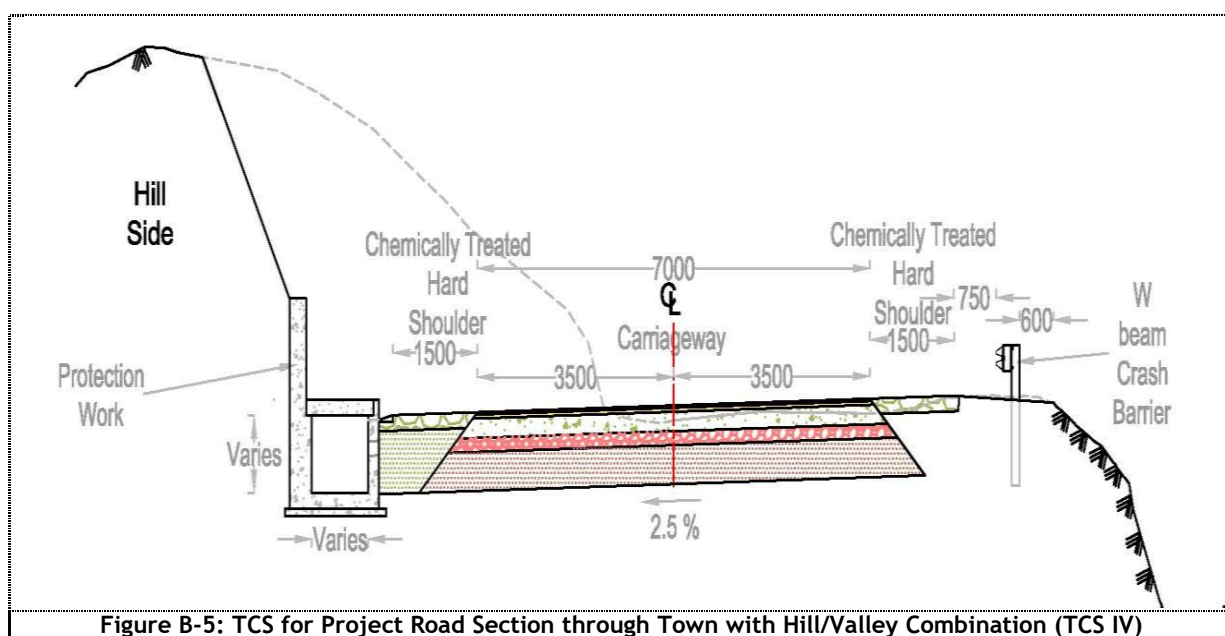 Hill
Side
Protection
Work
Varies
Varies
Chemically Treated
Hard
Shoulder
1500
7000
℄
Carriageway
3500
3500
2.5 %
Chemically Treated
Hard
Shoulder
1500
750
600
W
beam
Crash
Barrier
Figure B-5: TCS for Project Road Section through Town with Hill/Valley Combination (TCS IV)